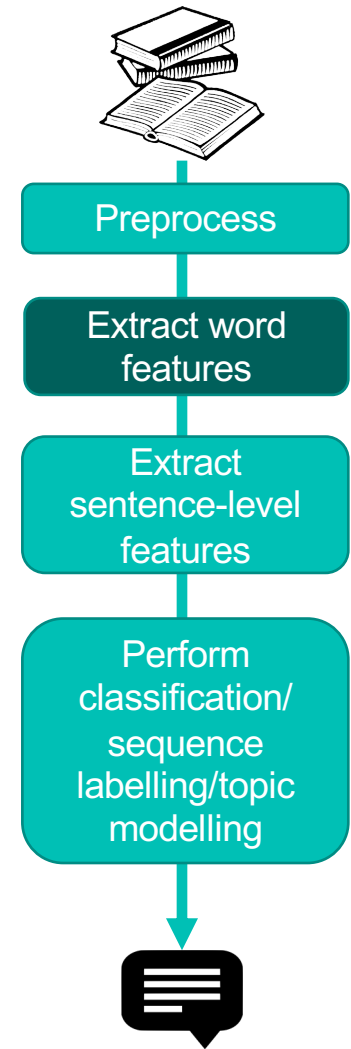 Preprocess
Extract word
features
Extract
sentence-level
features
Perform
classification/
sequence
labelling/topic
modelling